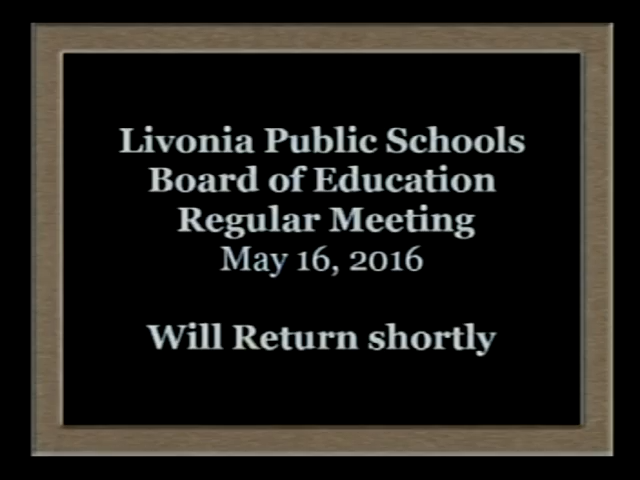 Livonia Public Schools
Board of Education
Regular Meeting
May 16, 2016
Will Return shortly